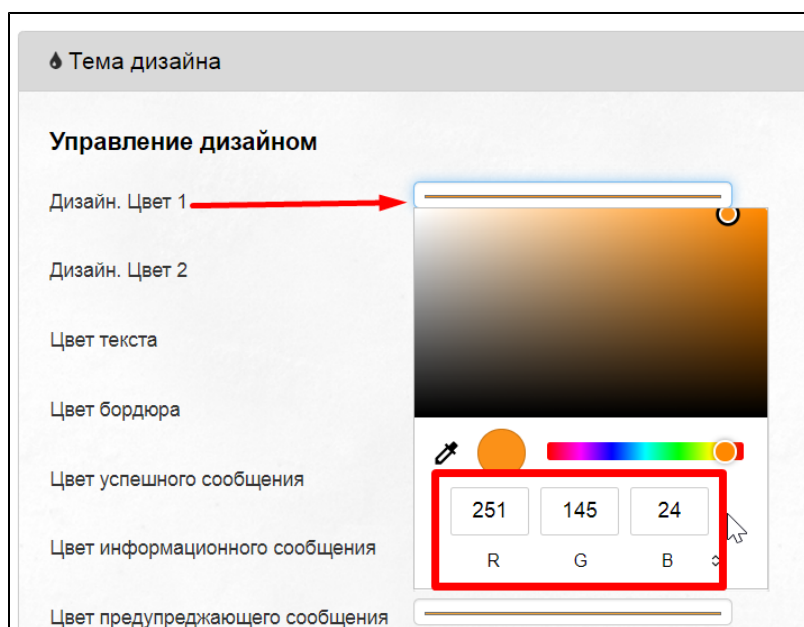 Тема дизайна
Управление дизайном
Дизайн. Цвет 1
Дизайн. Цвет 2
Цвет текста
Цвет бордюра
Цвет успешного сообщения
251 145 24
R G B
Цвет информационного сообщения
Цвет предупреджающего сообщения